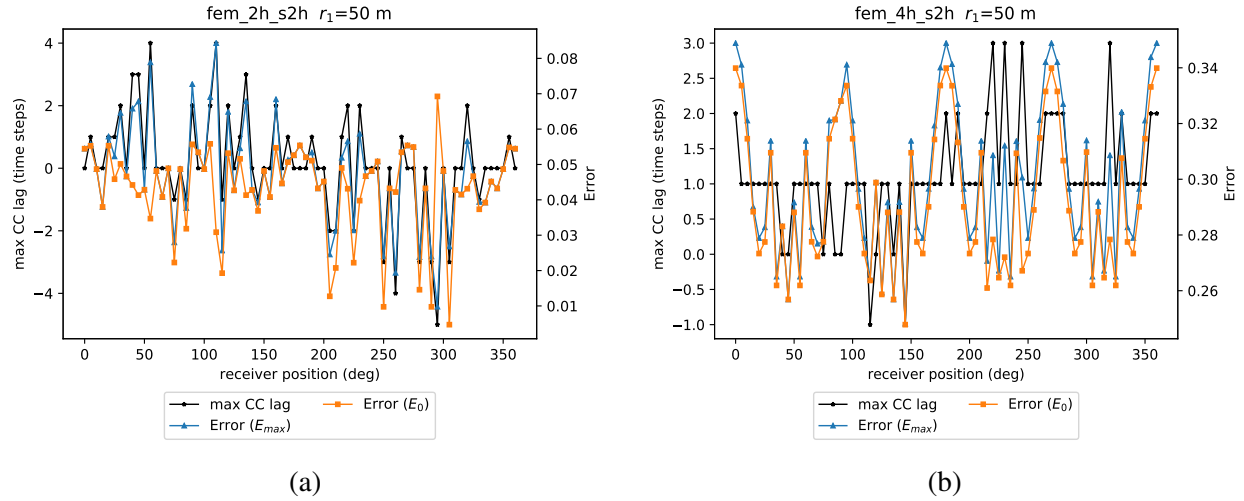 fem_2h_s2h r₁=50 m
4
2
0
−2
−4
max CC lag (time steps)
0.08
0.07
0.06
0.05
0.04
0.03
0.02
0.01
Error
0 50 100 150 200 250 300 350
receiver position (deg)
max CC lag
Error (E₀)
Error (Eₘₐₓ)
(a)
fem_4h_s2h r₁=50 m
3.0
2.5
2.0
1.5
1.0
0.5
0.0
−0.5
−1.0
max CC lag (time steps)
0.34
0.32
0.30
0.28
0.26
Error
0 50 100 150 200 250 300 350
receiver position (deg)
max CC lag
Error (E₀)
Error (Eₘₐₓ)
(b)